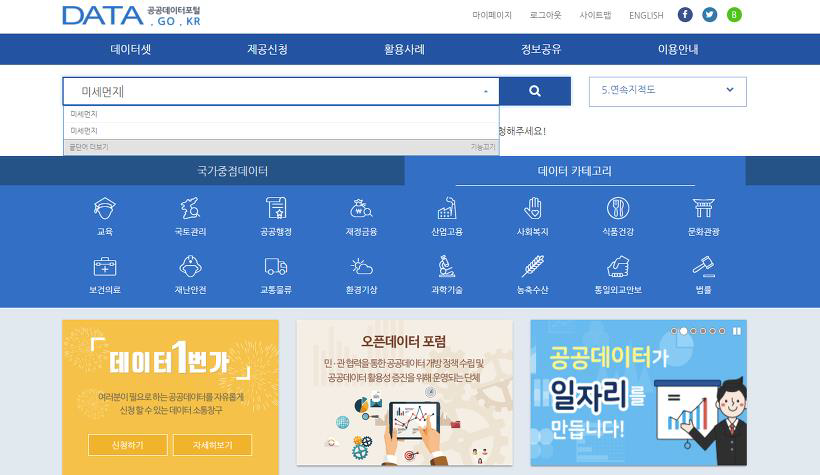 DATA 공공데이터포털
.GO.KR
마이페이지 로그아웃 사이트맵 ENGLISH f B
데이터셋 제공신청 활용사례 정보공유 이용안내
미세먼지
5.연속지적도
미세먼지
미세먼지
청해주세요!
끝단어 더보기 기능끄기
국가중점데이터 데이터 카테고리
교육 국토관리 공공행정 재정금융 산업고용 사회복지 식품건강 문화관광
보건의료 재난안전 교통물류 환경기상 과학기술 농축수산 통일외교안보 법률
데이터1번가
여러분이 필요로 하는 공공데이터를 자유롭게
신청 할 수 있는 데이터 소통창구
신청하기 자세히보기
오픈데이터 포럼
민·관 협력을 통한 공공데이터 개방 정책 수립 및
공공데이터 활용성 증진을 위해 운영되는 단체
공공데이터가
일자리를
만듭니다!